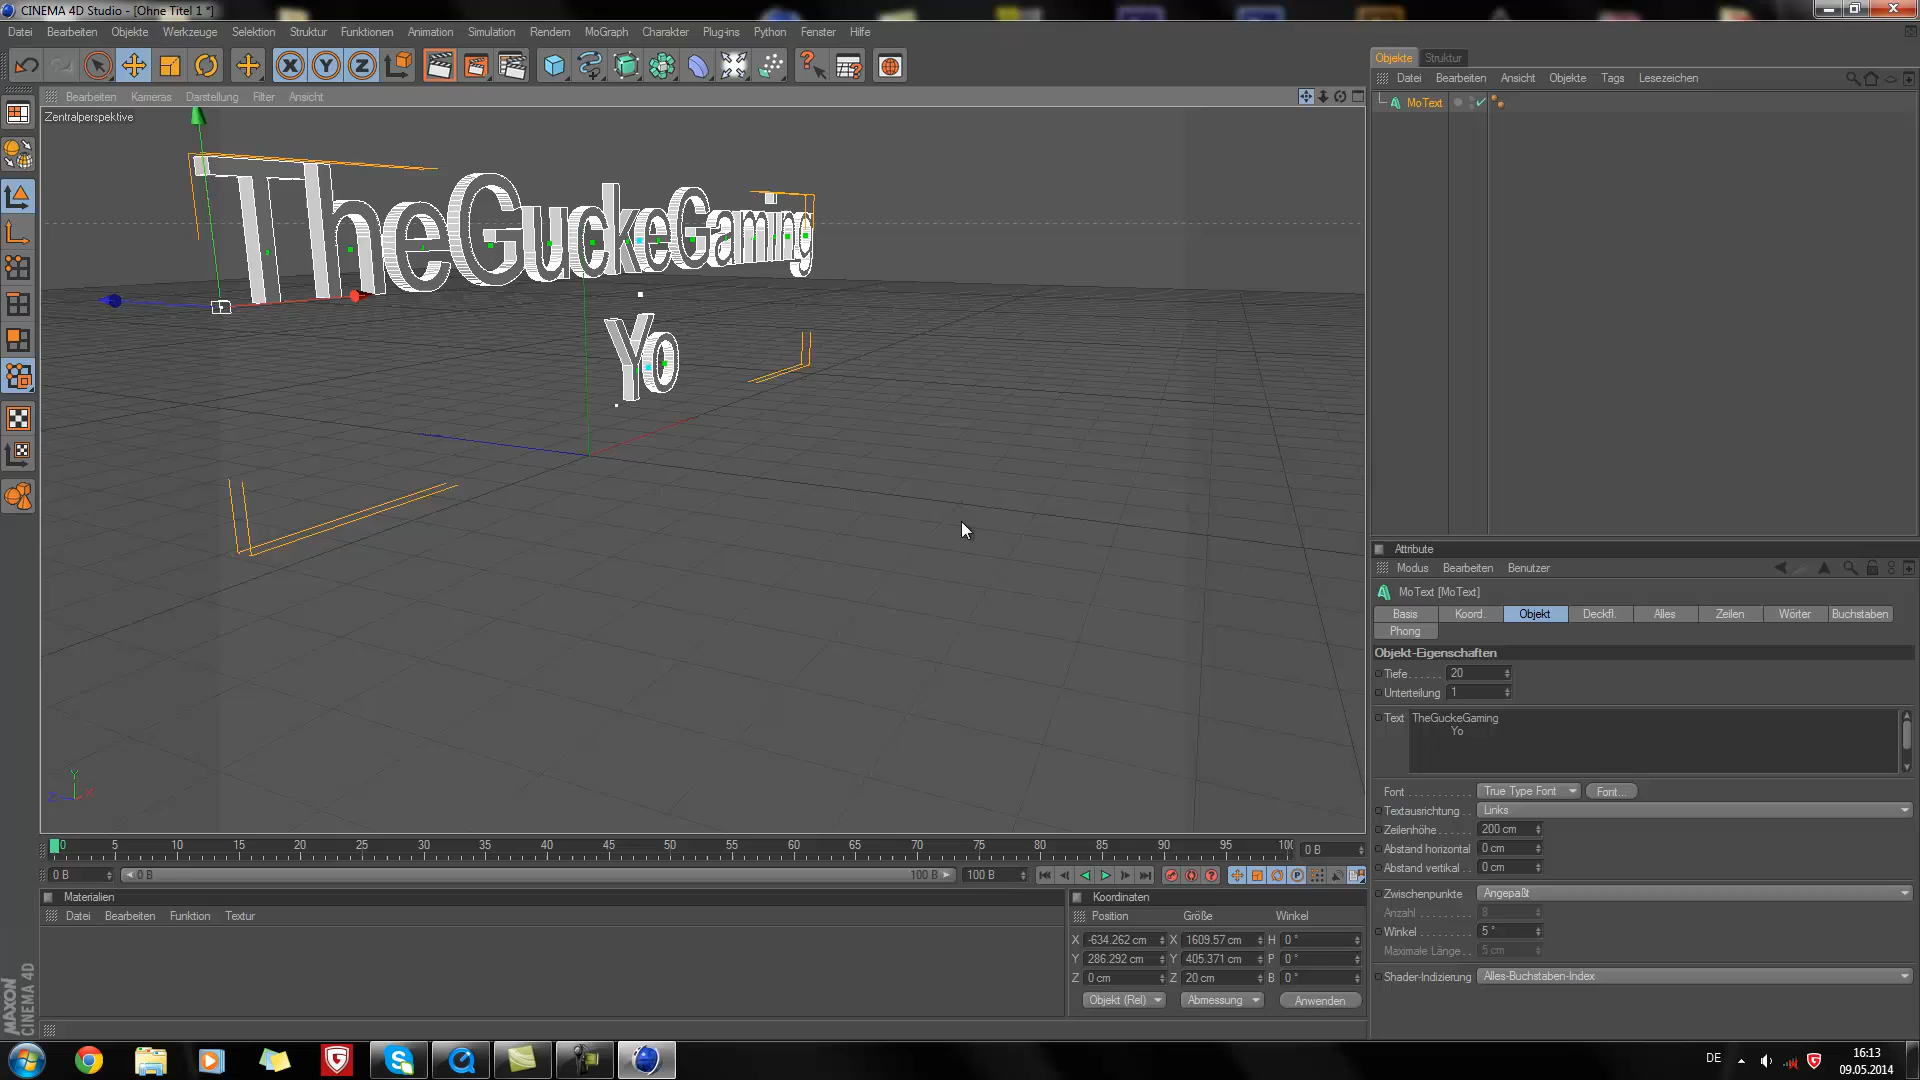 CINEMA 4D Studio - [Ohne Titel 1 *]
Datei Bearbeiten Objekte Werkzeuge Selektion Struktur Funktionen Animation Simulation Rendern MoGraph Charakter Plug-ins Python Fenster Hilfe
X Y Z
Objekte Struktur
Datei Bearbeiten Ansicht Objekte Tags Lesezeichen
Bearbeiten Kameras Darstellung Filter Ansicht
MoText
Zentralperspektive
TheGuckeGaming
Yo
Y
Z X
Attribute
Modus Bearbeiten Benutzer
MoText [MoText]
Basis Koord. Objekt Deckfl. Alles Zeilen Wörter Buchstaben
Phong
Objekt-Eigenschaften
Tiefe . . . . . . 20
Unterteilung 1
Text TheGuckeGaming
Yo
Font . . . . . . . . . . . True Type Font Font...
Textausrichtung . . Links
Zeilenhöhe . . . . . . 200 cm
Abstand horizontal 0 cm
Abstand vertikal . . 0 cm
Zwischenpunkte Angepaßt
Anzahl . . . . . . . . . 8
Winkel . . . . . . . . . 5 °
Maximale Länge . . 5 cm
Shader-Indizierung Alles-Buchstaben-Index
0 5 10 15 20 25 30 35 40 45 50 55 60 65 70 75 80 85 90 95 100 0 B
0 B 0 B 100 B 100 B
Materialien
Datei Bearbeiten Funktion Textur
Koordinaten
Position Größe Winkel
X -634.262 cm X 1609.57 cm H 0 °
Y 286.292 cm Y 405.371 cm P 0 °
Z 0 cm Z 20 cm B 0 °
Objekt (Rel) Abmessung Anwenden
MAXON
CINEMA 4D
DE
16:13
09.05.2014